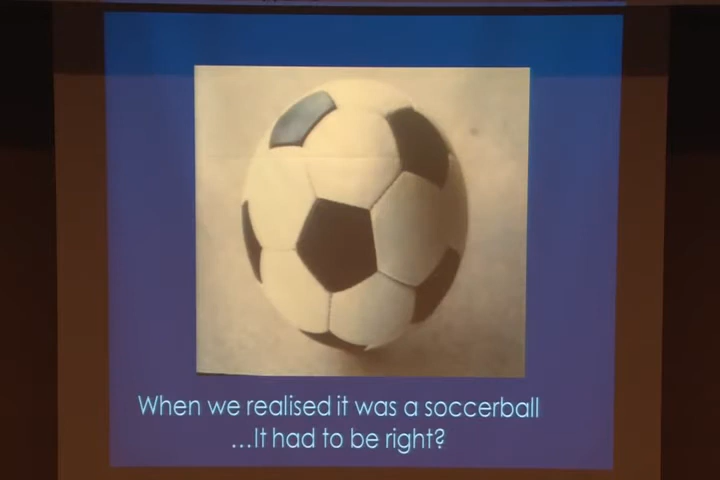 When we realised it was a soccerball
...It had to be right?